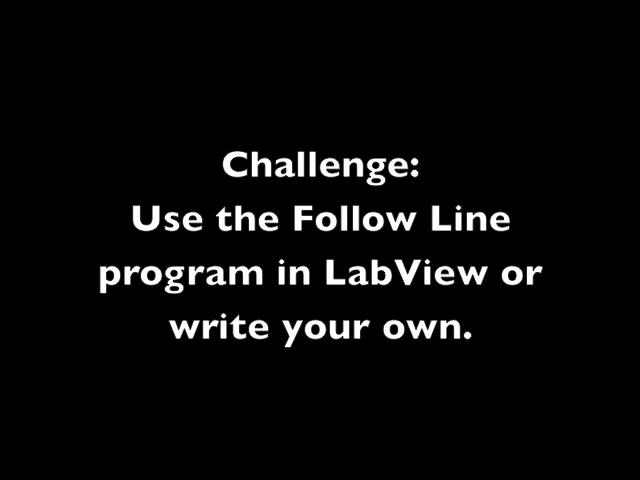 Challenge:
Use the Follow Line
program in LabView or
write your own.